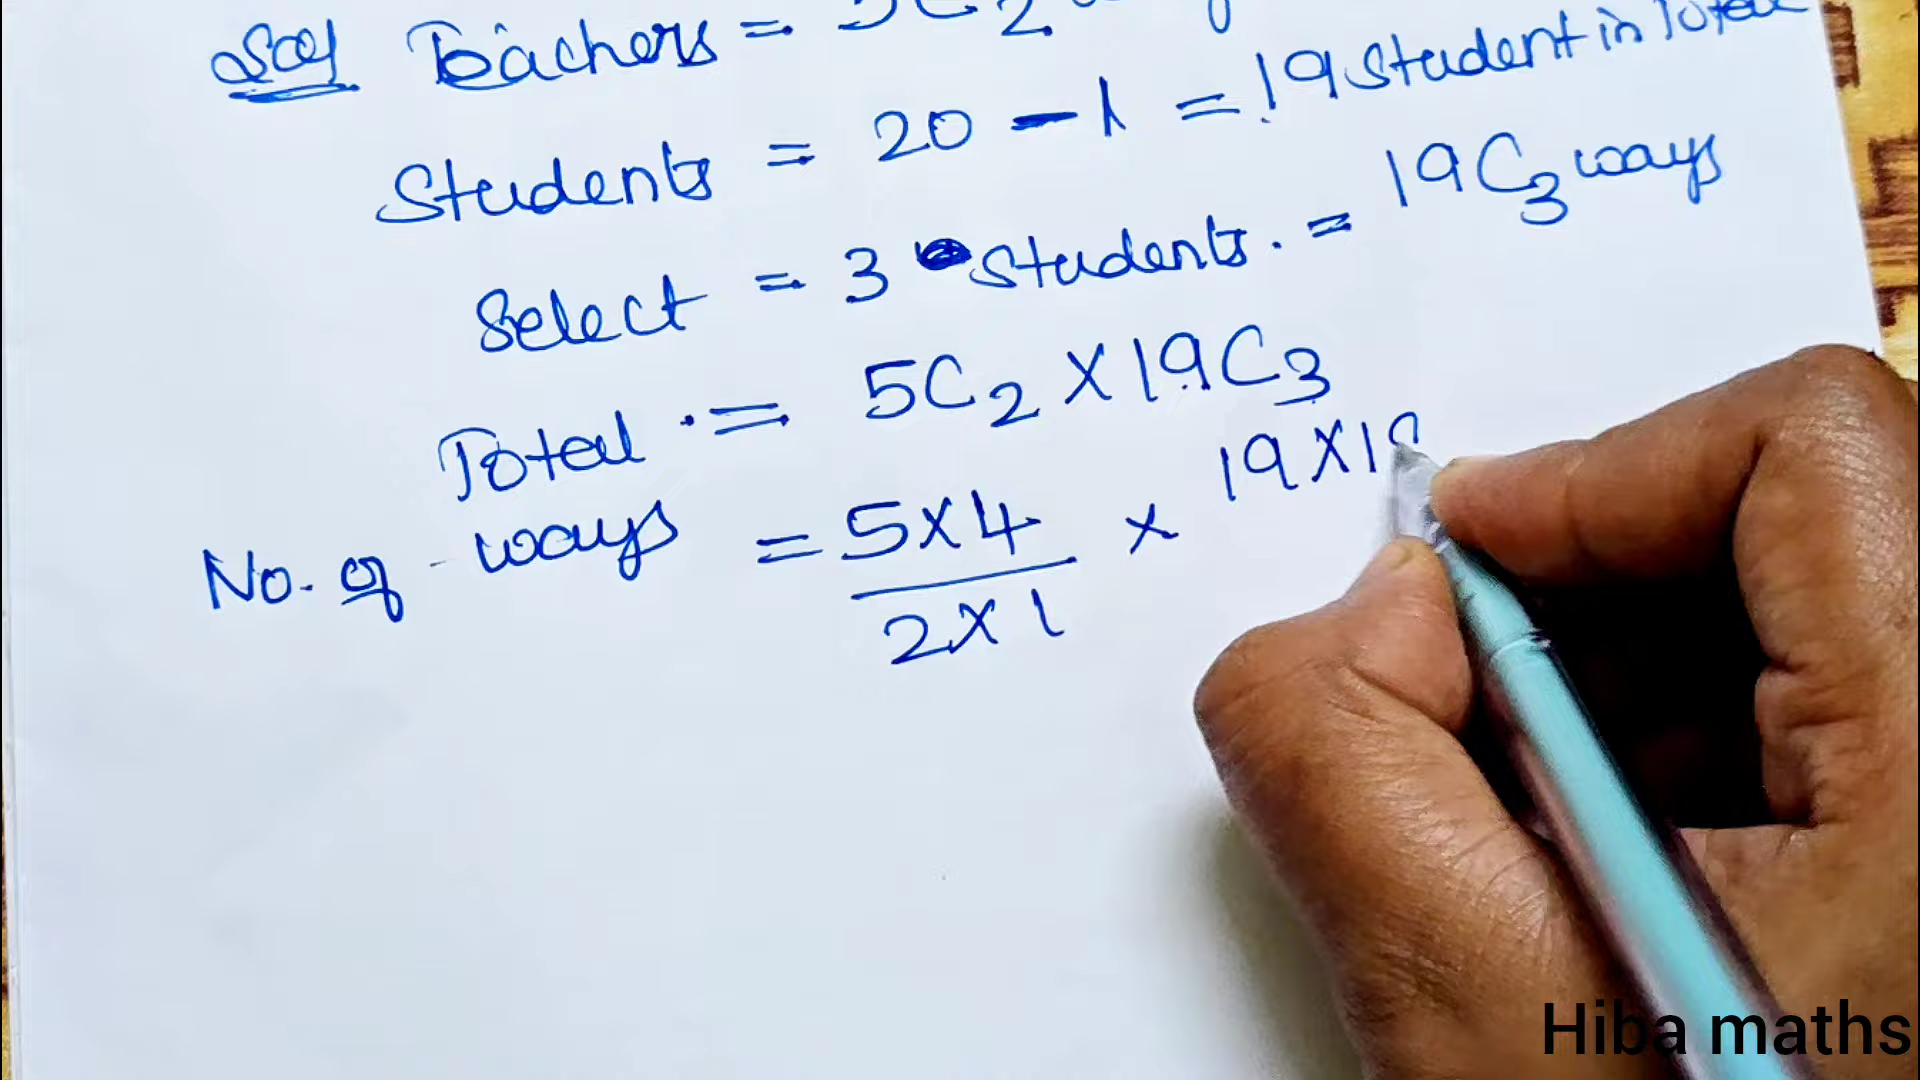 Sol Teachers = 5C2
Students = 20 - 1 = 19 Student in Total
Select = 3 Students. = 19C3 ways
Total = 5C2 X 19C3
No. of ways = 5X4 / 2X1 x 19X18
Hiba maths